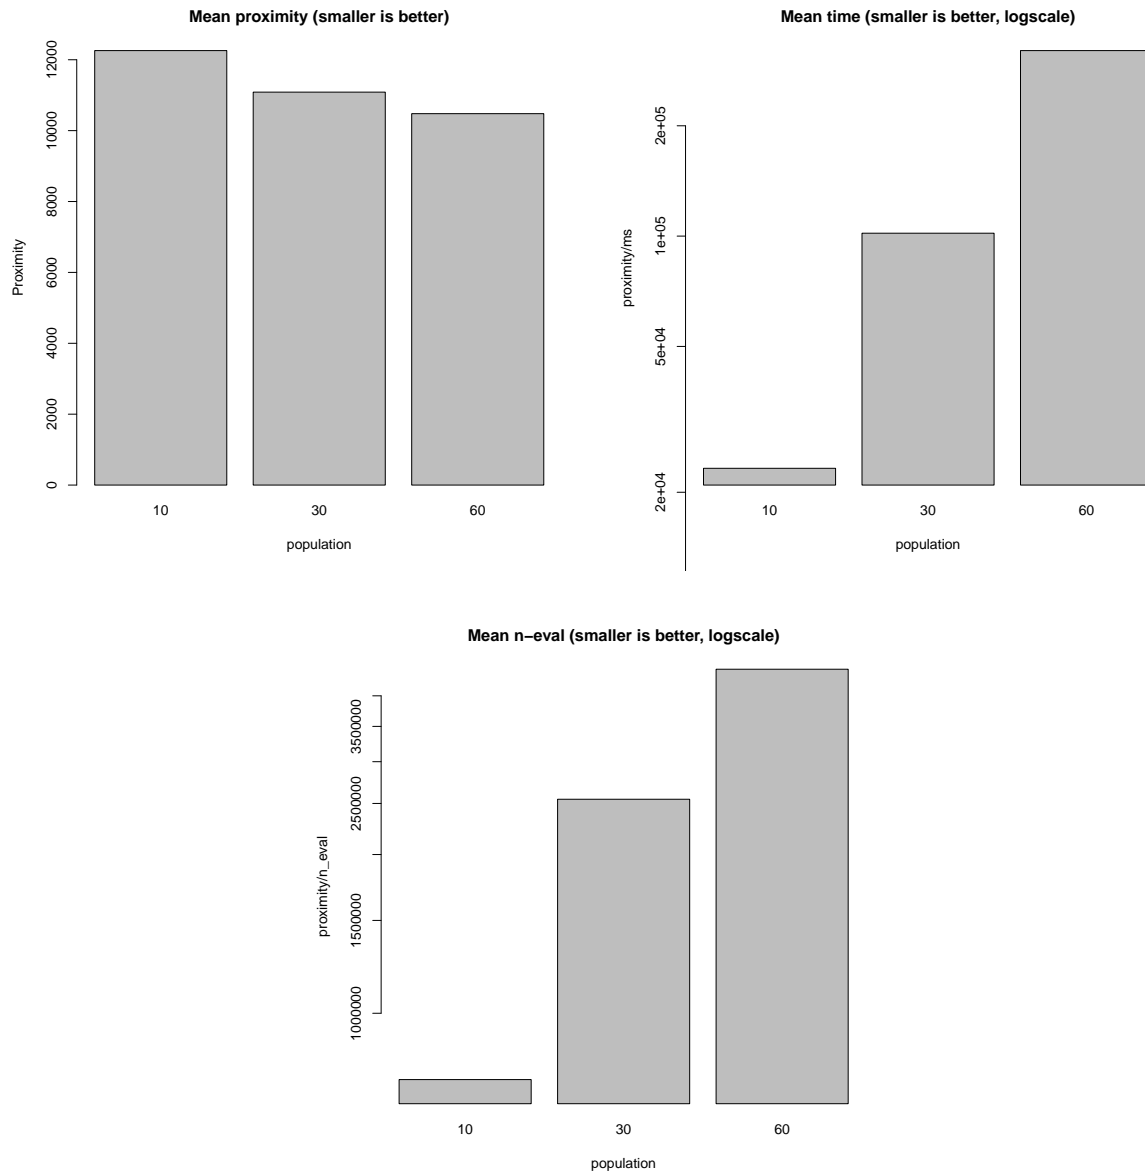 Mean proximity (smaller is better)
Proximity
12000
10000
8000
6000
4000
2000
0
10 30 60
population
Mean time (smaller is better, logscale)
proximity/ms
2e+05
1e+05
5e+04
2e+04
10 30 60
population
Mean n−eval (smaller is better, logscale)
proximity/n_eval
3500000
2500000
1500000
1000000
10 30 60
population